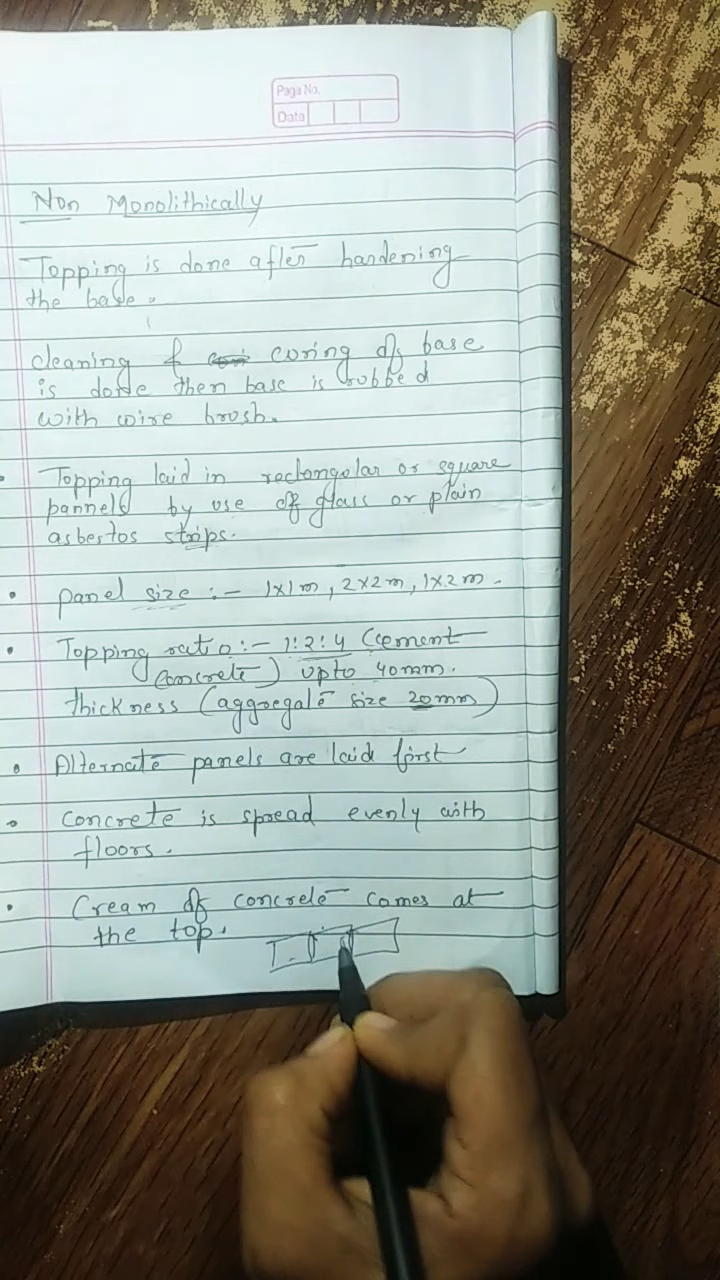 Page No.
Date
Non Monolithically
Topping is done after hardening
the base.
cleaning & curing of base
is done then base is rubbed
with wire brush.
Topping laid in rectangular or square
pannels by use of glass or plain
asbestos strips.
panel size :- 1x1m, 2x2m, 1x2m.
Topping ratio :- 1:2:4 (cement
concrete) upto 40mm.
thickness (aggregate size 20mm)
Alternate panels are laid first
concrete is spread evenly with
floors.
Cream of concrete comes at
the top.